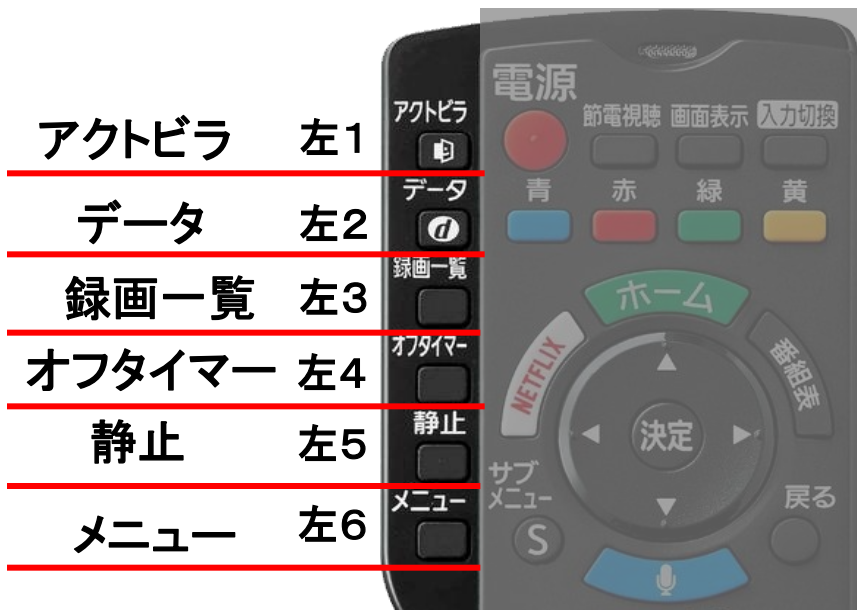 電源
アクトビラ 左1 アクトビラ
節電視聴 画面表示 入力切換
データ 左2 データ
青 赤 緑 黄
d
録画一覧 左3 録画一覧
ホーム
オフタイマー 左4 オフタイマー
NETFLIX
番組表
静止 左5 静止
決定
サブ
メニュー
戻る
メニュー 左6 メニュー
S